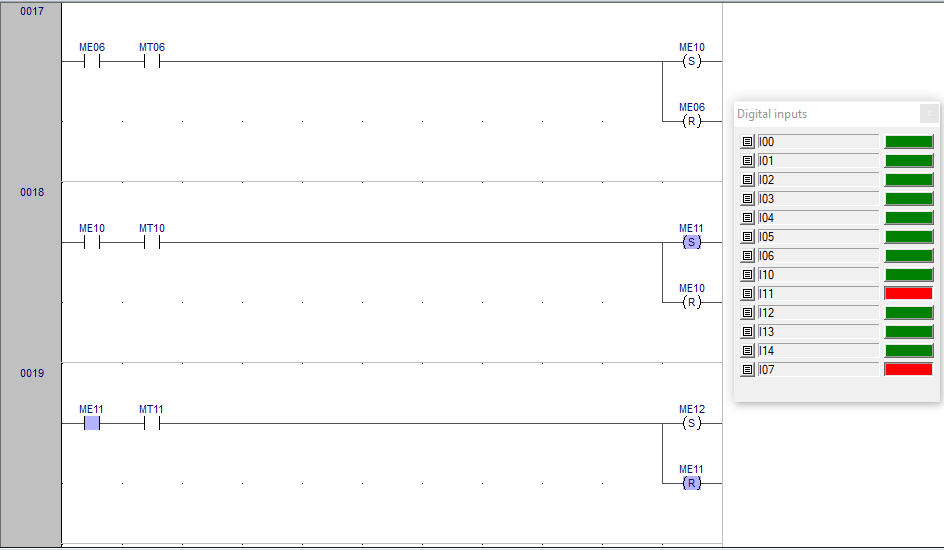 0017
ME06 MT06 ME10
S
ME06
R
0018
ME10 MT10 ME11
S
ME10
R
0019
ME11 MT11 ME12
S
ME11
R
Digital inputs
x
I00
I01
I02
I03
I04
I05
I06
I10
I11
I12
I13
I14
I07